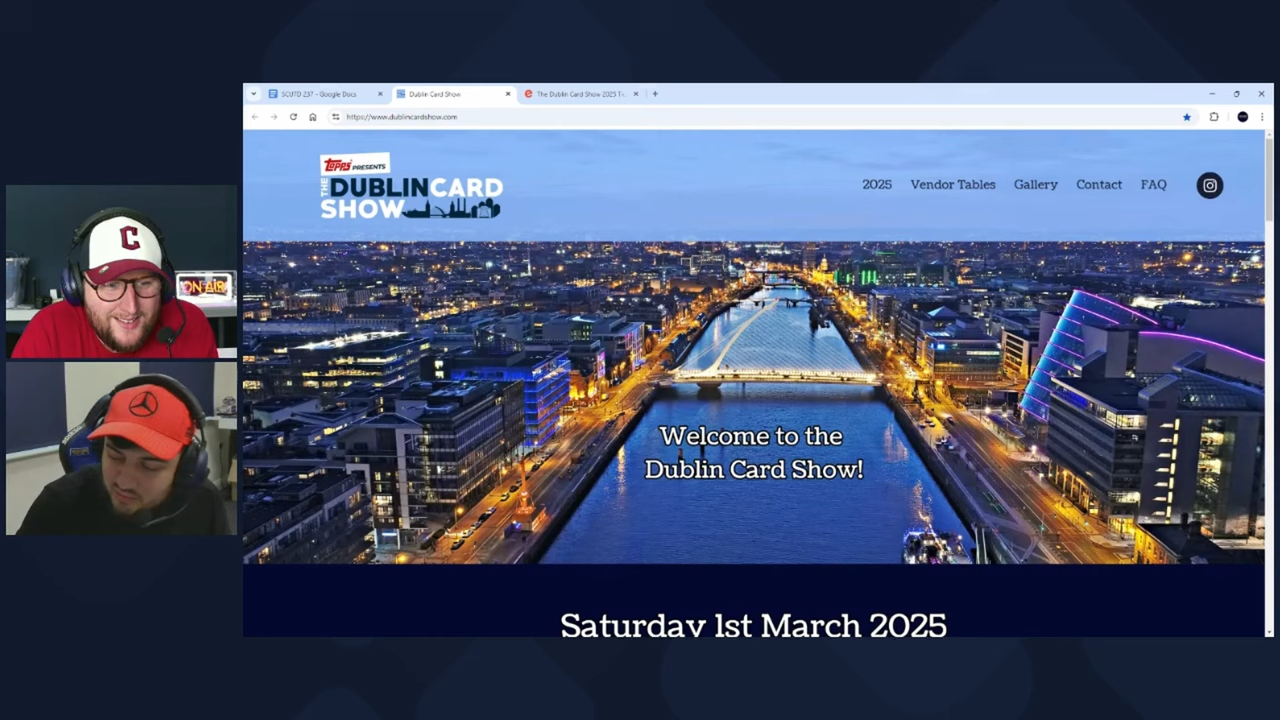 SCUTD 237 - Google Docs
Dublin Card Show
The Dublin Card Show 2025 T
https://www.dublincardshow.com
Topps PRESENTS
THE DUBLIN CARD SHOW
2025 Vendor Tables Gallery Contact FAQ
C
ON AIR
Welcome to the
Dublin Card Show!
Saturday 1st March 2025